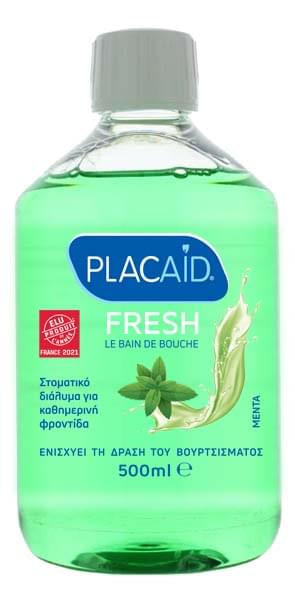 PLACAID®
FRESH
LE BAIN DE BOUCHE
ELU
PRODUIT
DE
L'ANNÉE
FRANCE 2021
Στοματικό
διάλυμα για
καθημερινή
φροντίδα
ΜΕΝΤΑ
ΕΝΙΣΧΥΕΙ ΤΗ ΔΡΑΣΗ ΤΟΥ ΒΟΥΡΤΣΙΣΜΑΤΟΣ
500ml ℮